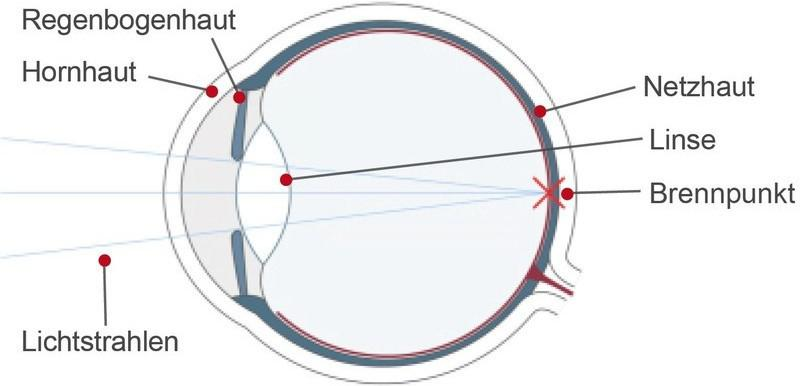 Regenbogenhaut
Hornhaut
Netzhaut
Linse
Brennpunkt
Lichtstrahlen